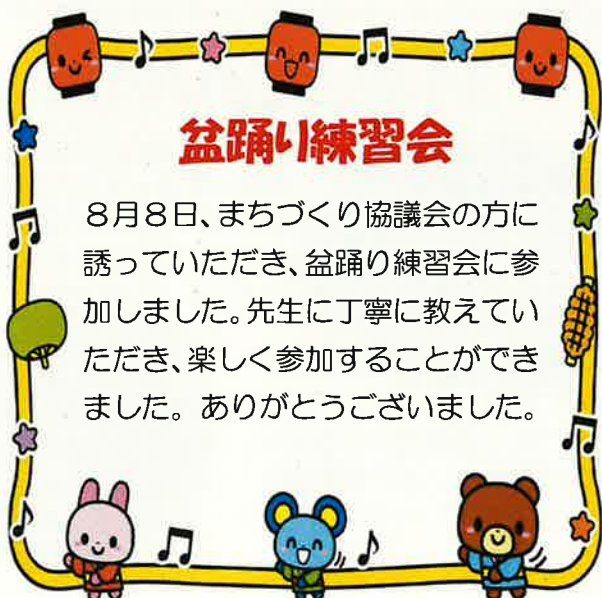 盆踊り練習会
8月8日、まちづくり協議会の方に
誘っていただき、盆踊り練習会に参
加しました。先生に丁寧に教えてい
ただき、楽しく参加することができ
ました。ありがとうございました。